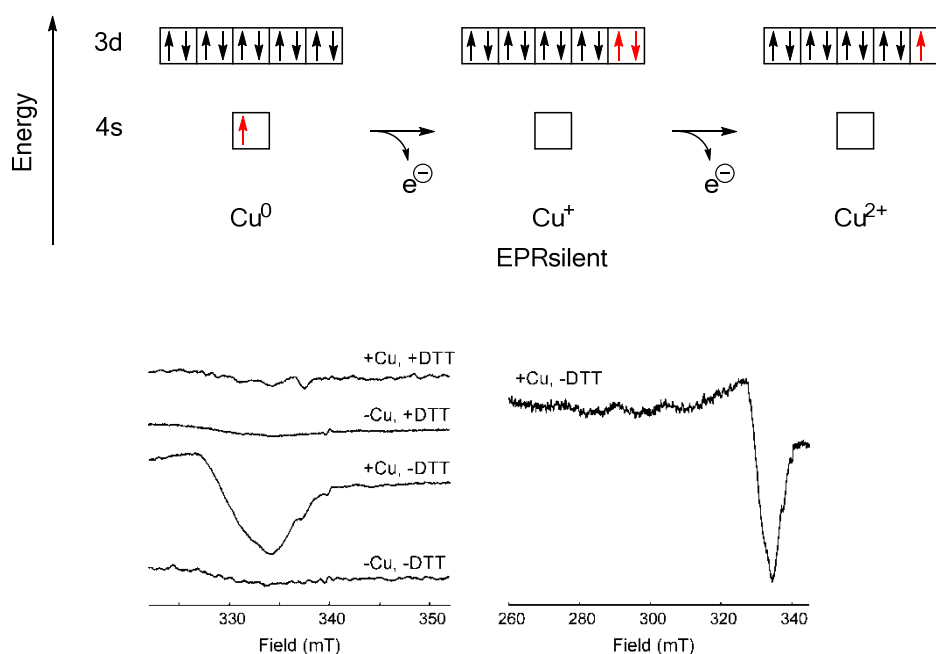 Energy
3d
4s
e⊖
e⊖
Cu⁰
Cu⁺
Cu²⁺
EPRsilent
+Cu, +DTT
-Cu, +DTT
+Cu, -DTT
-Cu, -DTT
330 340 350
Field (mT)
+Cu, -DTT
260 280 300 320 340
Field (mT)